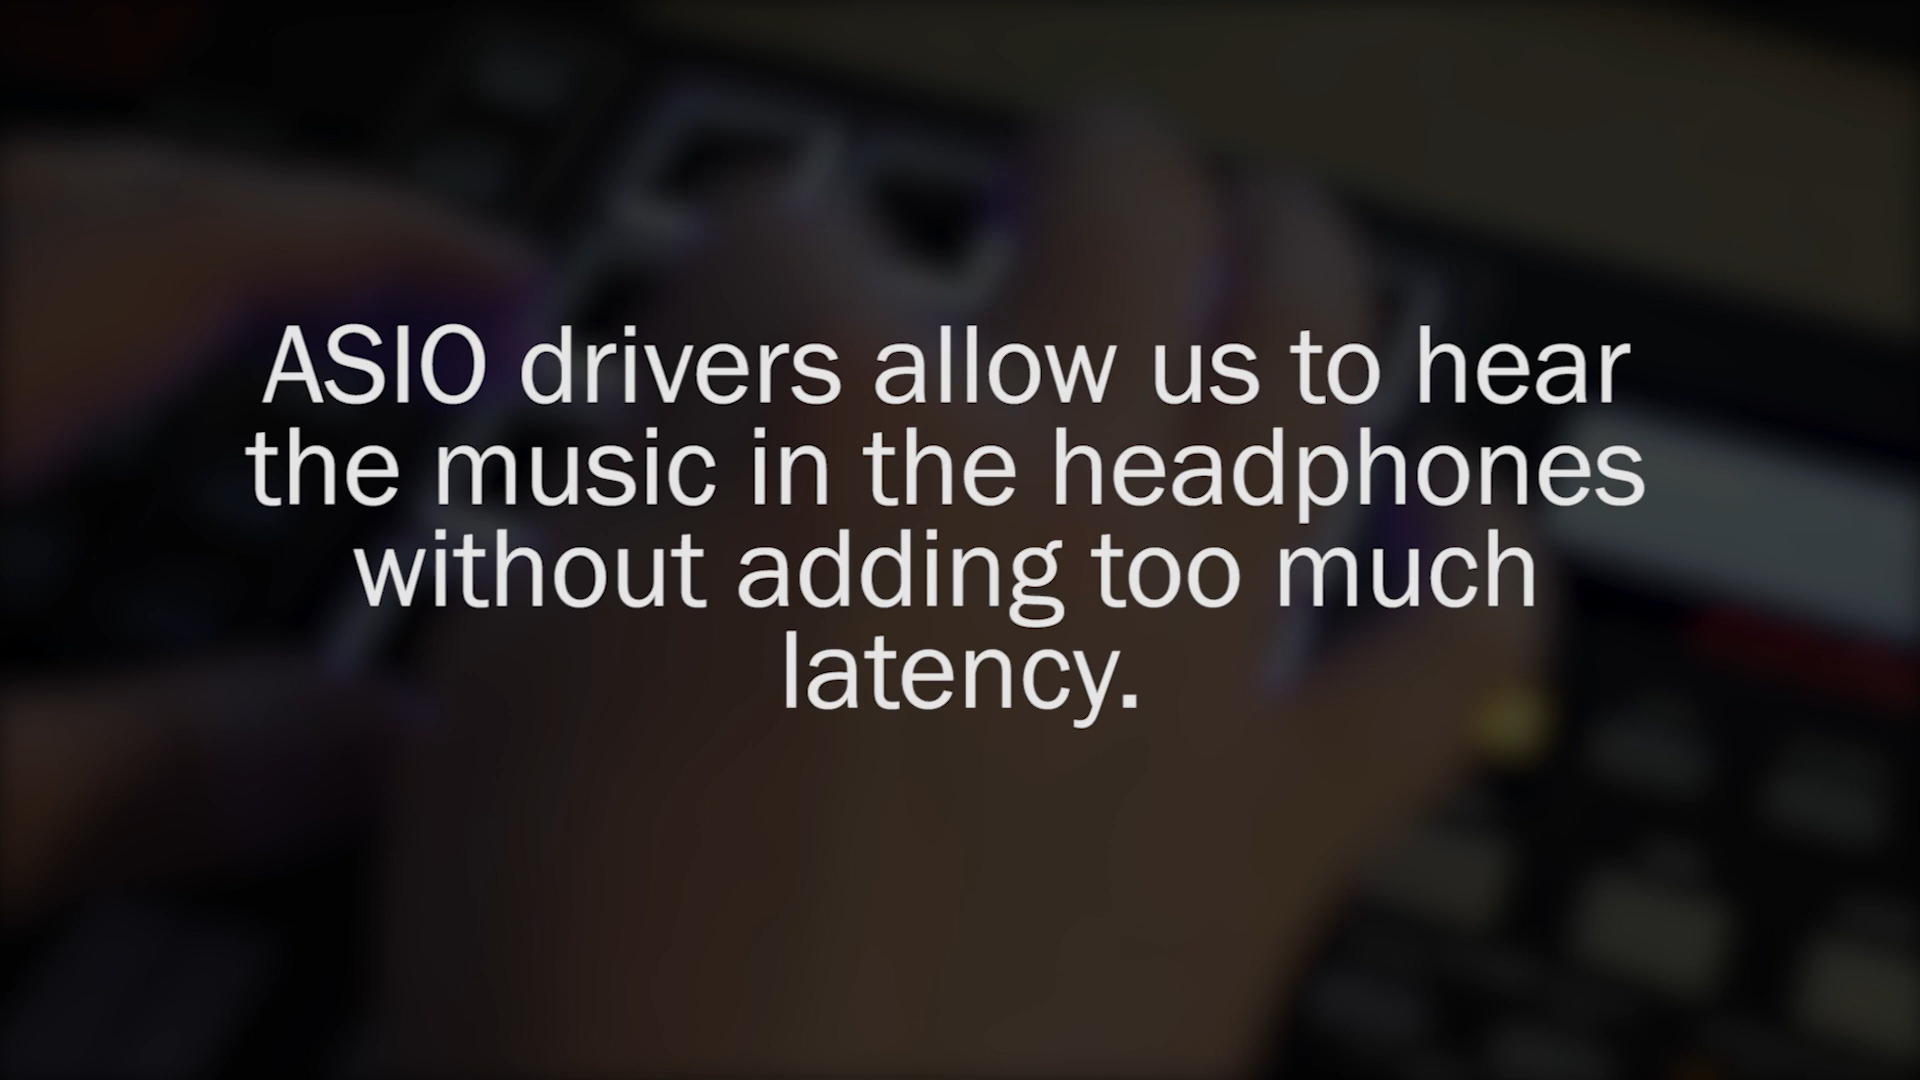 ASIO drivers allow us to hear
the music in the headphones
without adding too much
latency.